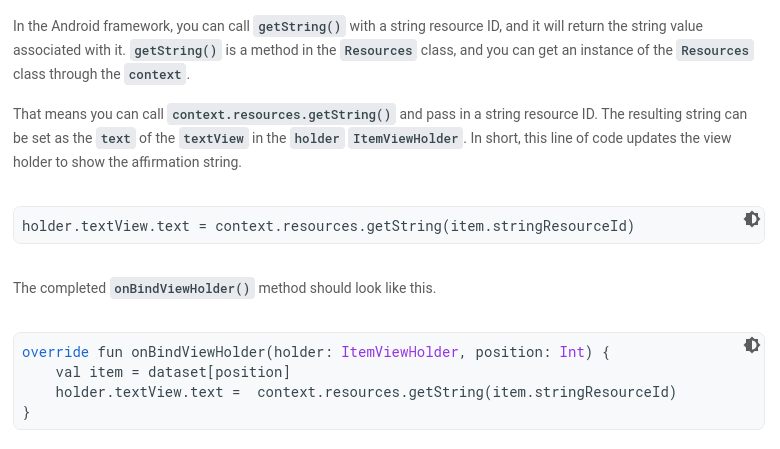 In the Android framework, you can call getString() with a string resource ID, and it will return the string value
associated with it. getString() is a method in the Resources class, and you can get an instance of the Resources
class through the context.
That means you can call context.resources.getString() and pass in a string resource ID. The resulting string can
be set as the text of the textView in the holder ItemViewHolder. In short, this line of code updates the view
holder to show the affirmation string.
holder.textView.text = context.resources.getString(item.stringResourceId)
The completed onBindViewHolder() method should look like this.
override fun onBindViewHolder(holder: ItemViewHolder, position: Int) {
    val item = dataset[position]
    holder.textView.text =  context.resources.getString(item.stringResourceId)
}